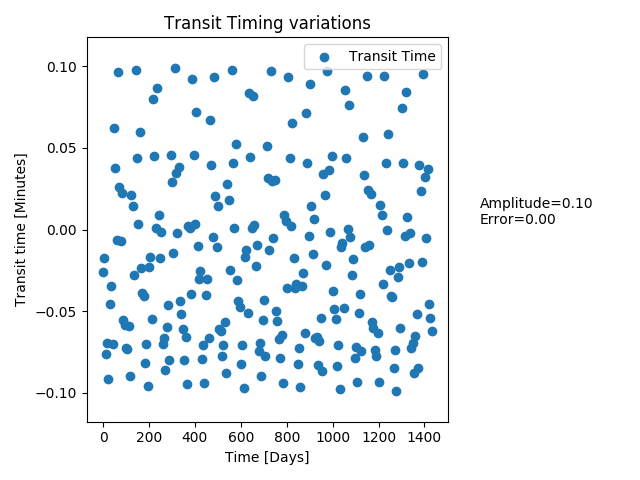 Transit Timing variations
Transit Time
0.10
0.05
0.00
−0.05
−0.10
Transit time [Minutes]
0 200 400 600 800 1000 1200 1400
Time [Days]
Amplitude=0.10
Error=0.00